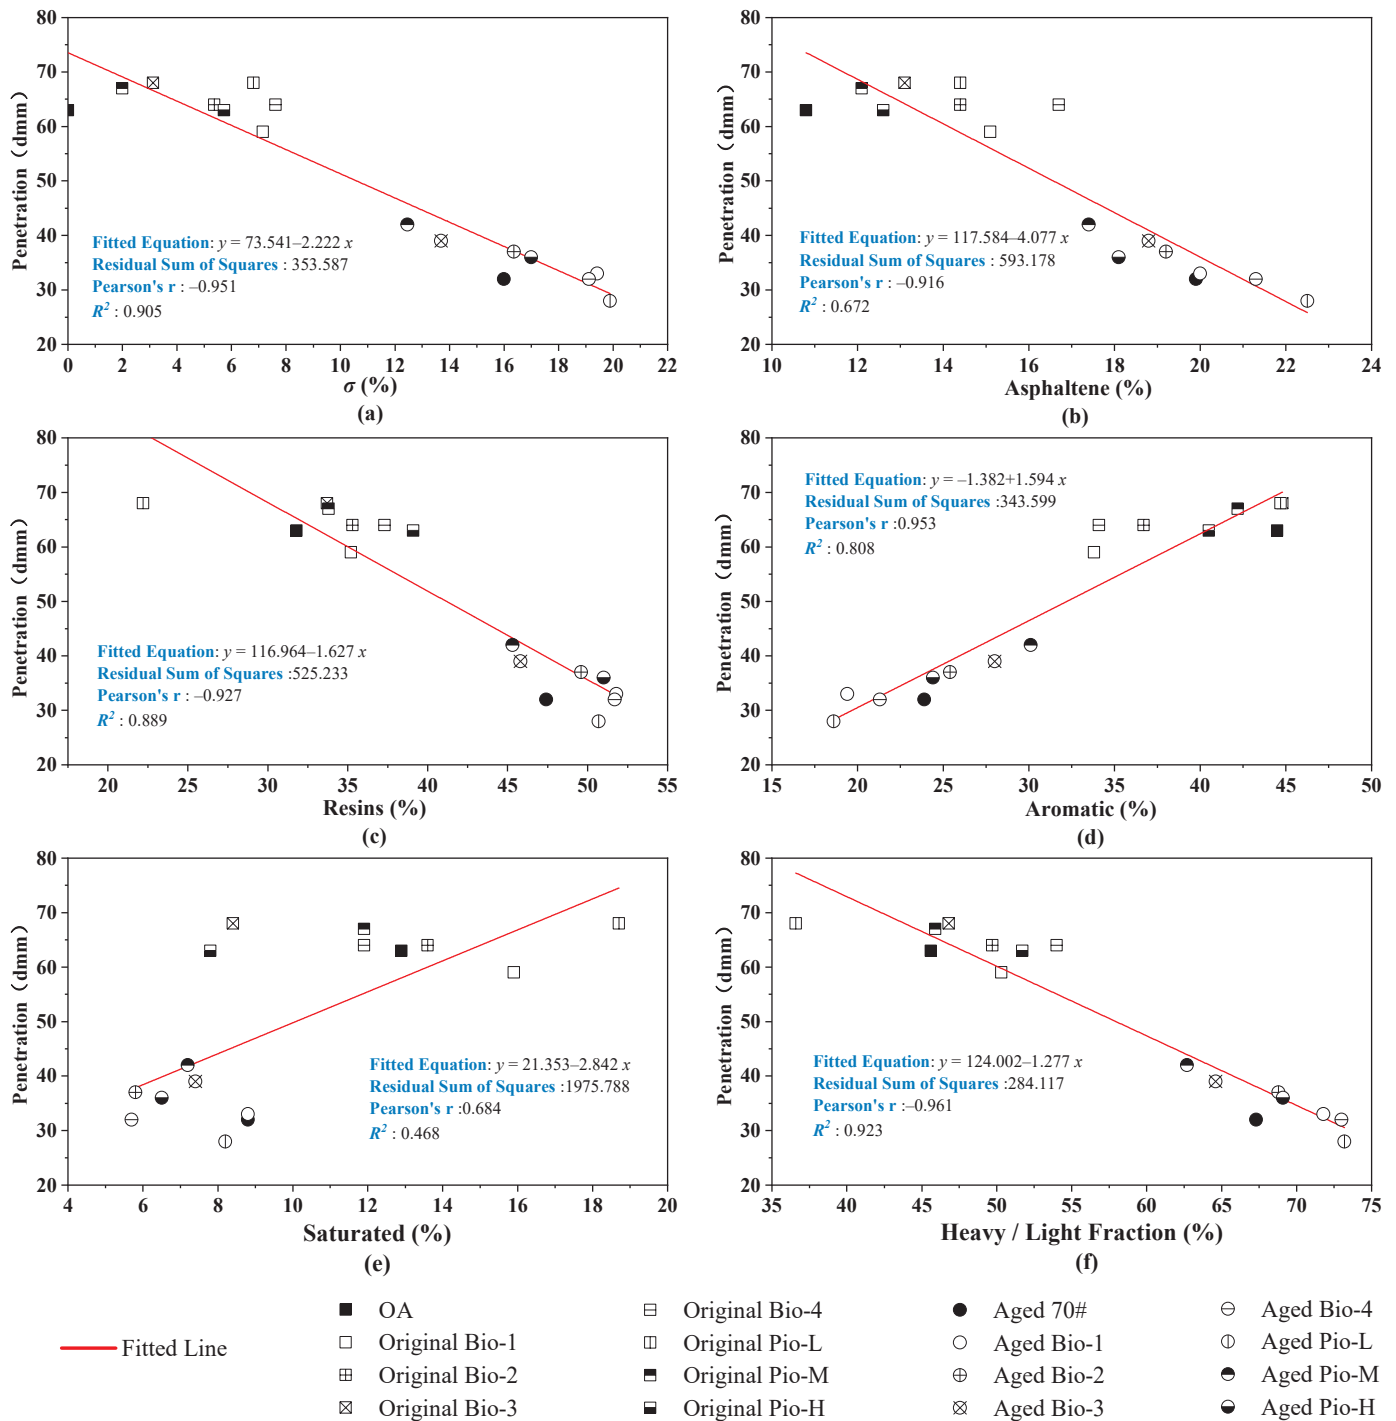 80
70
60
50
40
30
20
Penetration（dmm）
Fitted Equation: y = 73.541–2.222 x
Residual Sum of Squares : 353.587
Pearson's r : –0.951
R² : 0.905
0 2 4 6 8 10 12 14 16 18 20 22
σ (%)
(a)
80
70
60
50
40
30
20
Penetration（dmm）
Fitted Equation: y = 117.584–4.077 x
Residual Sum of Squares : 593.178
Pearson's r : –0.916
R² : 0.672
10 12 14 16 18 20 22 24
Asphaltene (%)
(b)
80
70
60
50
40
30
20
Penetration（dmm）
Fitted Equation: y = 116.964–1.627 x
Residual Sum of Squares :525.233
Pearson's r : –0.927
R² : 0.889
20 25 30 35 40 45 50 55
Resins (%)
(c)
80
70
60
50
40
30
20
Penetration（dmm）
Fitted Equation: y = –1.382+1.594 x
Residual Sum of Squares :343.599
Pearson's r :0.953
R² : 0.808
15 20 25 30 35 40 45 50
Aromatic (%)
(d)
80
70
60
50
40
30
20
Penetration（dmm）
Fitted Equation: y = 21.353–2.842 x
Residual Sum of Squares :1975.788
Pearson's r :0.684
R² : 0.468
4 6 8 10 12 14 16 18 20
Saturated (%)
(e)
80
70
60
50
40
30
20
Penetration（dmm）
Fitted Equation: y = 124.002–1.277 x
Residual Sum of Squares :284.117
Pearson's r :–0.961
R² : 0.923
35 40 45 50 55 60 65 70 75
Heavy / Light Fraction (%)
(f)
Fitted Line
OA
Original Bio-1
Original Bio-2
Original Bio-3
Original Bio-4
Original Pio-L
Original Pio-M
Original Pio-H
Aged 70#
Aged Bio-1
Aged Bio-2
Aged Bio-3
Aged Bio-4
Aged Pio-L
Aged Pio-M
Aged Pio-H